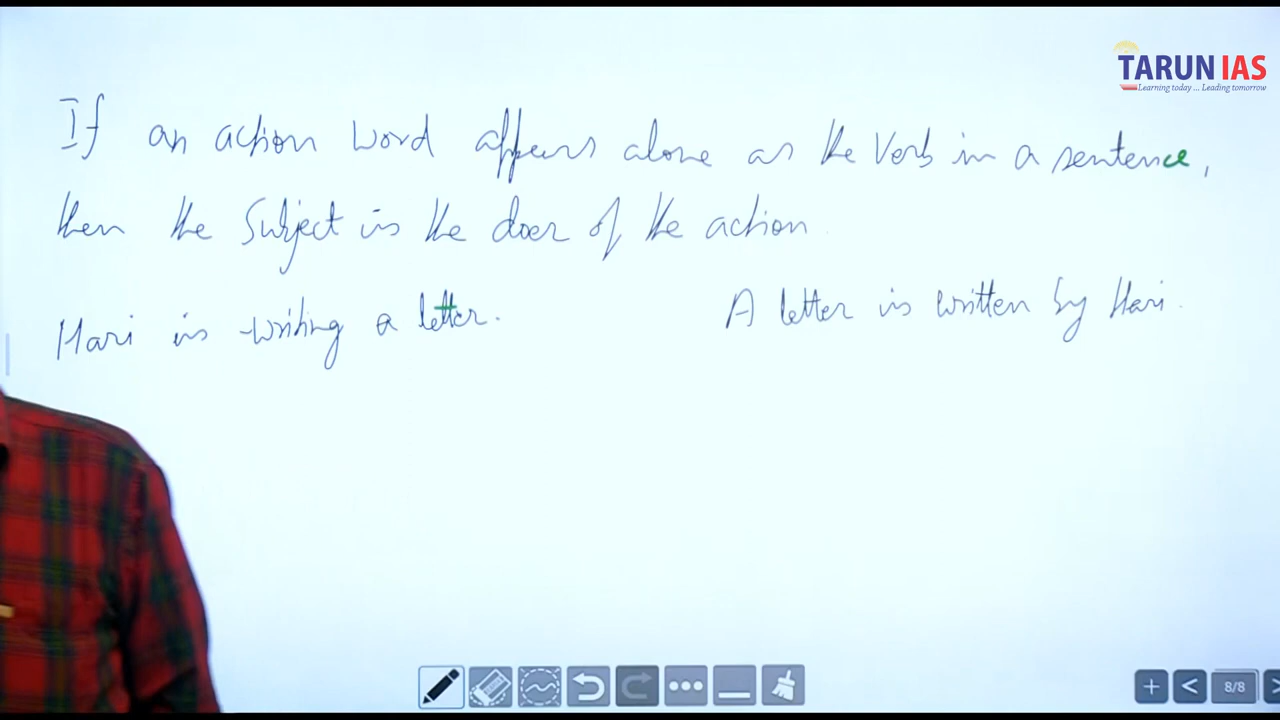 TARUN IAS
Learning today ... Leading tomorrow
If an action word appears alone as the Verb in a sentence,
then the Subject is the doer of the action.
Hari is writing a letter. A letter is written by Hari.
8/8